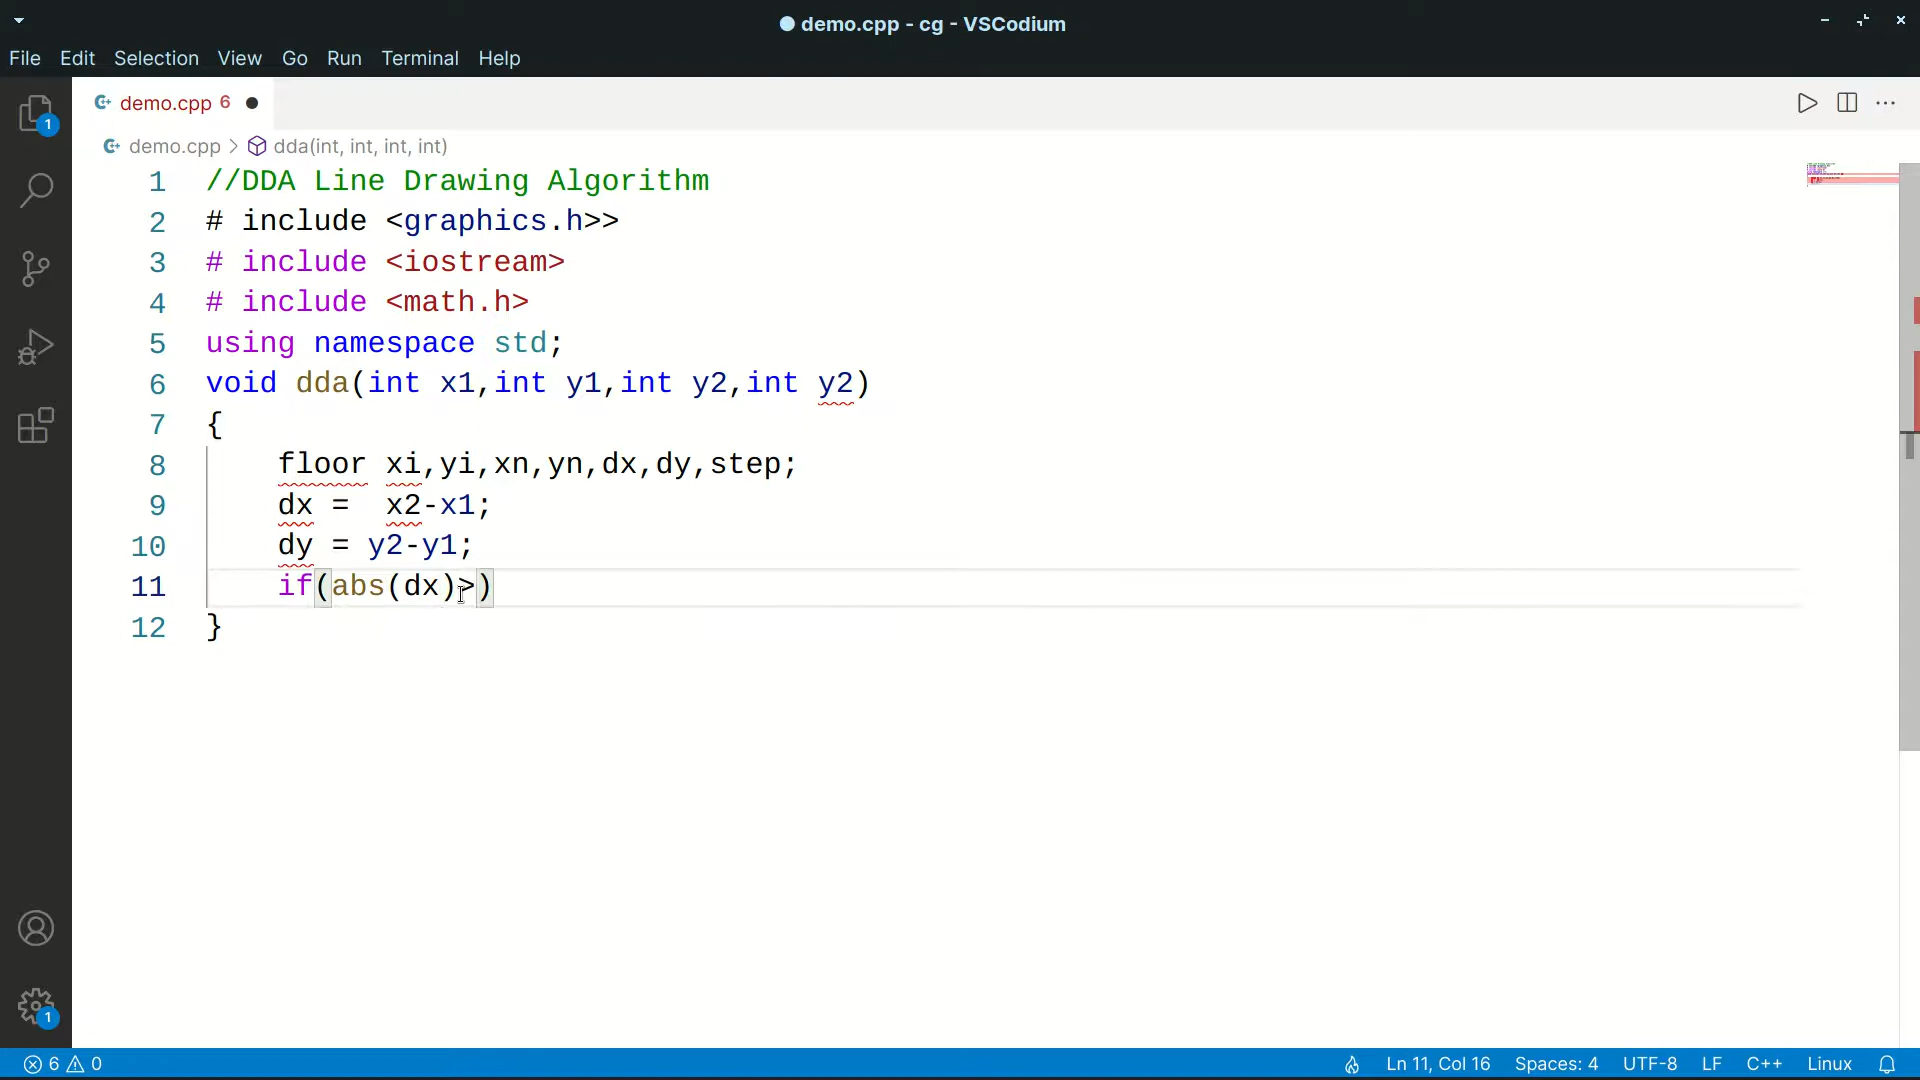 demo.cpp - cg - VSCodium
File Edit Selection View Go Run Terminal Help
demo.cpp 6
demo.cpp > dda(int, int, int, int)
1 //DDA Line Drawing Algorithm
2 # include <graphics.h>>
3 # include <iostream>
4 # include <math.h>
5 using namespace std;
6 void dda(int x1,int y1,int y2,int y2)
7 {
8 floor xi,yi,xn,yn,dx,dy,step;
9 dx =  x2-x1;
10 dy = y2-y1;
11 if(abs(dx)>)
12 }
1
1
6 0
Ln 11, Col 16 Spaces: 4 UTF-8 LF C++ Linux